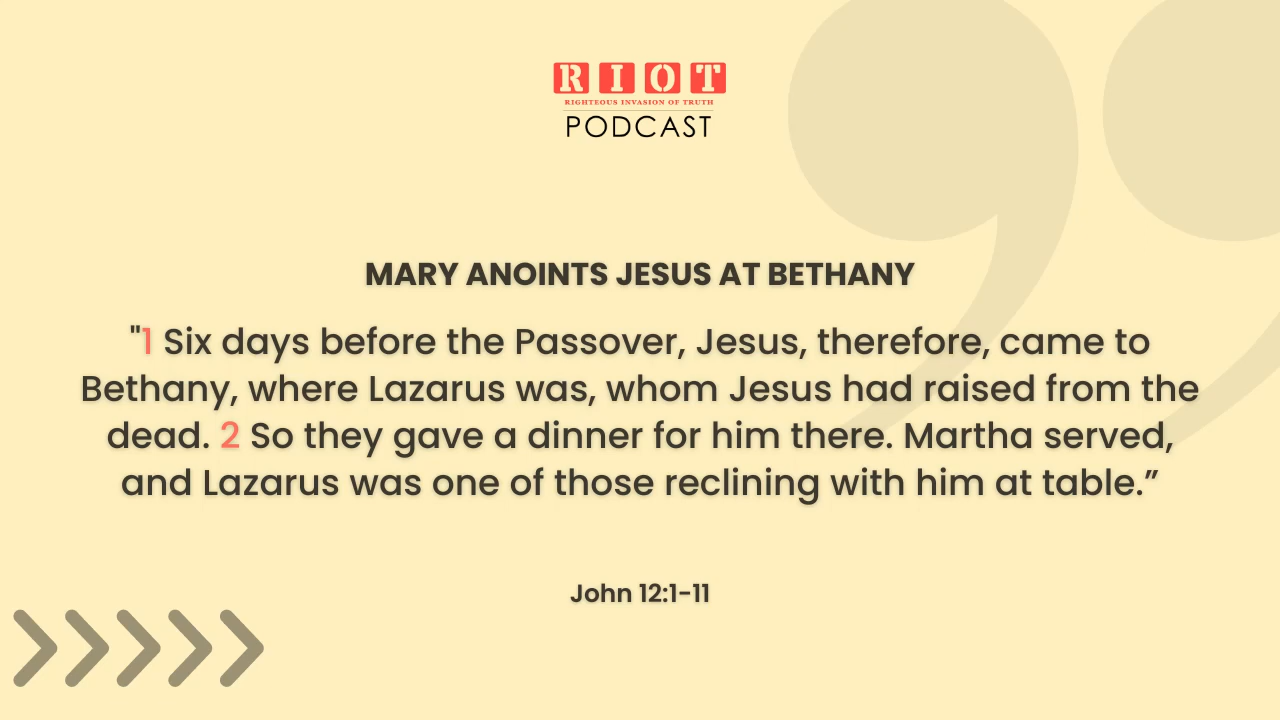 RIOT
RIGHTEOUS INVASION OF TRUTH
PODCAST
MARY ANOINTS JESUS AT BETHANY
"1 Six days before the Passover, Jesus, therefore, came to
Bethany, where Lazarus was, whom Jesus had raised from the
dead. 2 So they gave a dinner for him there. Martha served,
and Lazarus was one of those reclining with him at table.”
John 12:1-11